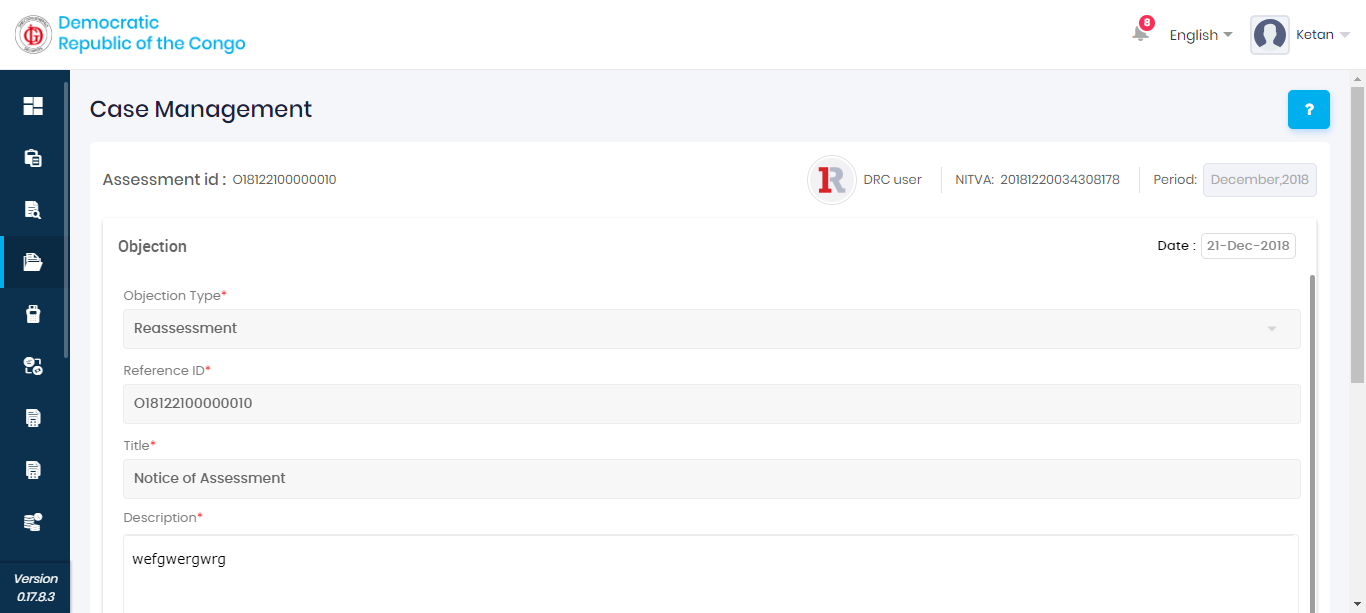 Democratic
Republic of the Congo
8
English
Ketan
Case Management
?
Assessment id : O18122100000010
1R
DRC user
NITVA: 20181220034308178
Period: December,2018
Objection
Date : 21-Dec-2018
Objection Type*
Reassessment
Reference ID*
O18122100000010
Title*
Notice of Assessment
Description*
wefgwergwrg
Version
0.17.8.3